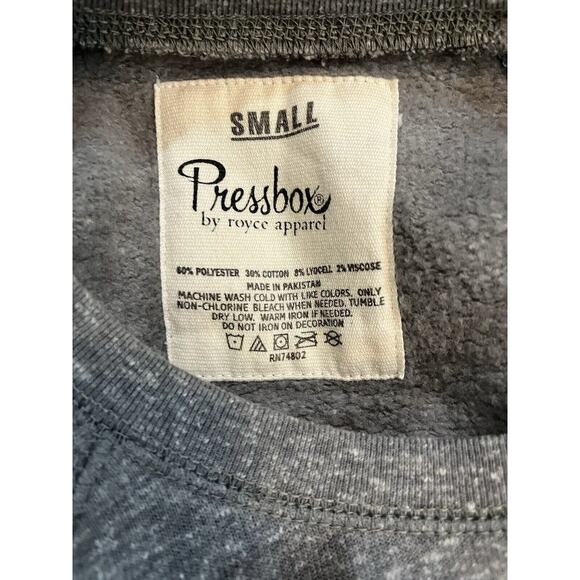 SMALL
Pressbox®
by royce apparel
60% POLYESTER 30% COTTON 8% LYOCELL 2% VISCOSE
MADE IN PAKISTAN
MACHINE WASH COLD WITH LIKE COLORS. ONLY
NON-CHLORINE BLEACH WHEN NEEDED. TUMBLE
DRY LOW. WARM IRON IF NEEDED.
DO NOT IRON ON DECORATION
RN74802